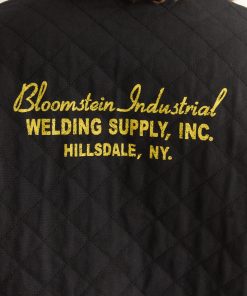 Bloomstein Industrial
WELDING SUPPLY, INC.
HILLSDALE, NY.